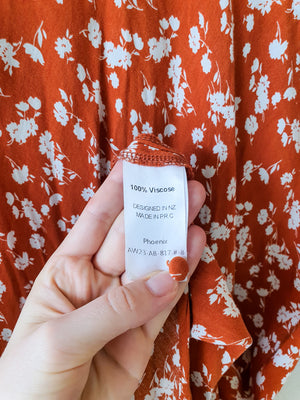 100% Viscose
DESIGNED IN NZ
MADE IN P.R.C
Phoenix